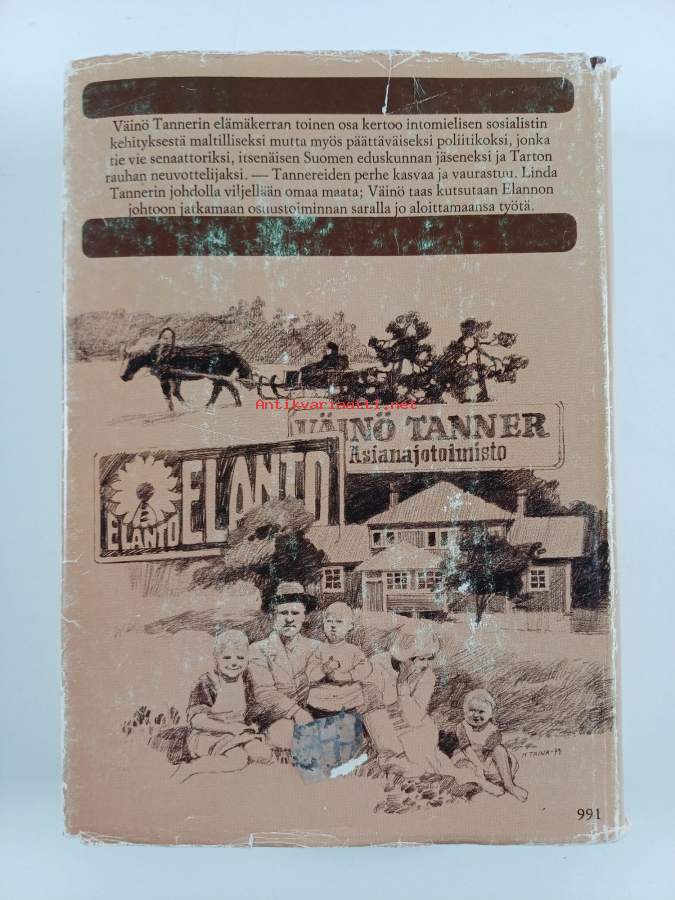 Väinö Tannerin elämäkerran toinen osa kertoo intomielisen sosialistin
kehityksestä maltilliseksi mutta myös päättäväiseksi poliitikoksi, jonka
tie vie senaattoriksi, itsenäisen Suomen eduskunnan jäseneksi ja Tarton
rauhan neuvottelijaksi. — Tannereiden perhe kasvaa ja vaurastuu. Linda
Tannerin johdolla viljellään omaa maata; Väinö taas kutsutaan Elannon
johtoon jatkamaan osuustoiminnan saralla jo aloittamaansa työtä.
Antikvariaatti.net
VÄINÖ TANNER
Asianajotoimisto
ELANTO
ELANTO
H. TAINA-79
991